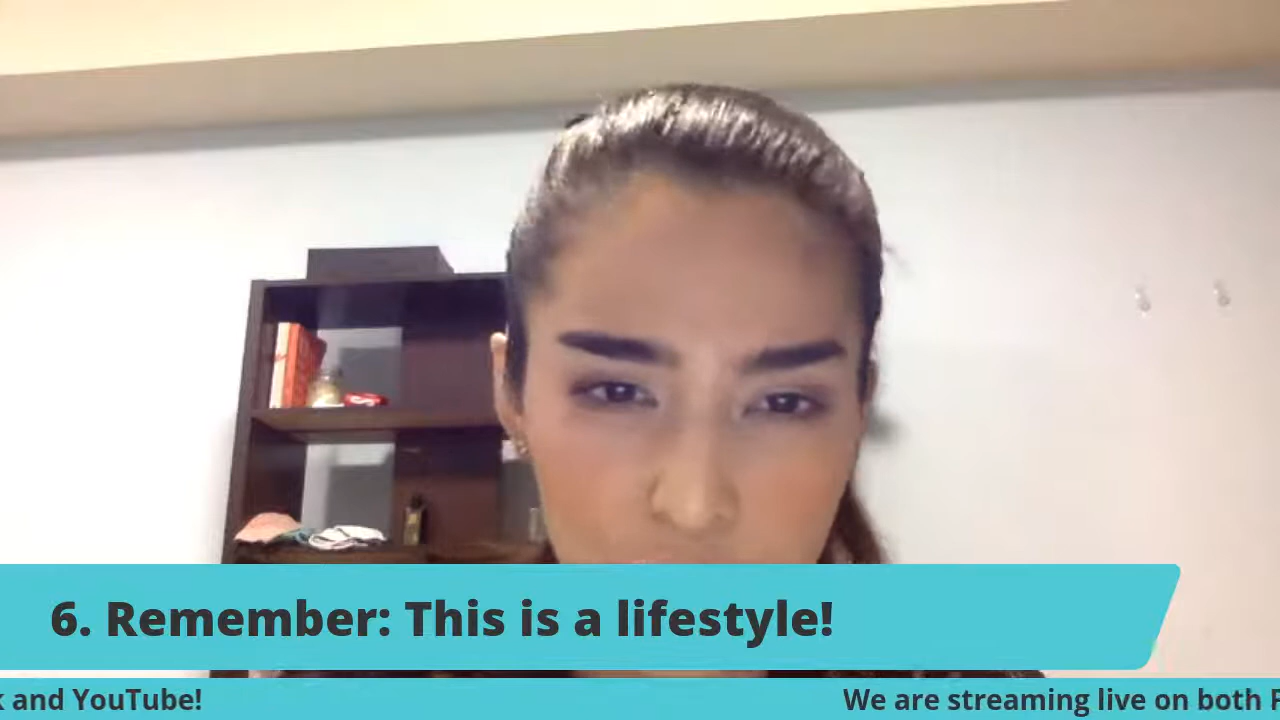 6. Remember: This is a lifestyle!
k and YouTube!
We are streaming live on both F